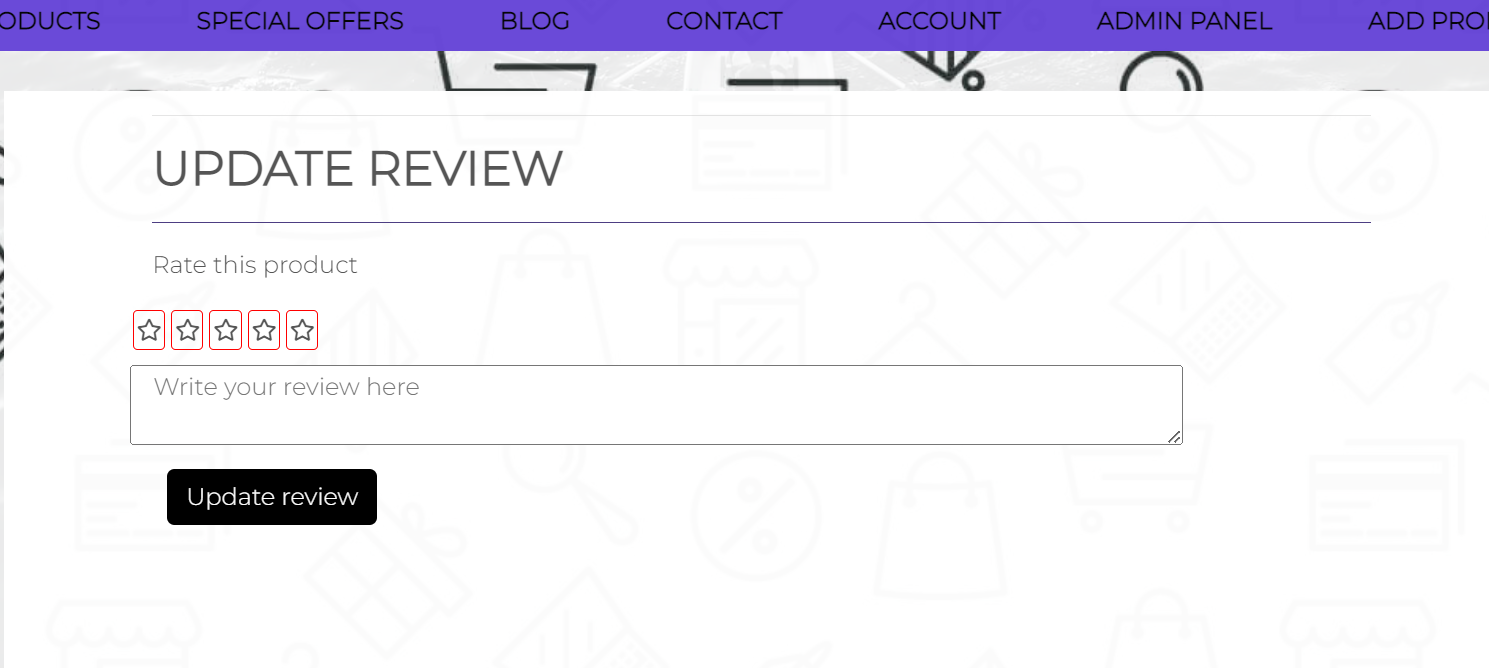 ODUCTS SPECIAL OFFERS BLOG CONTACT ACCOUNT ADMIN PANEL ADD PRO
UPDATE REVIEW
Rate this product
Write your review here
Update review